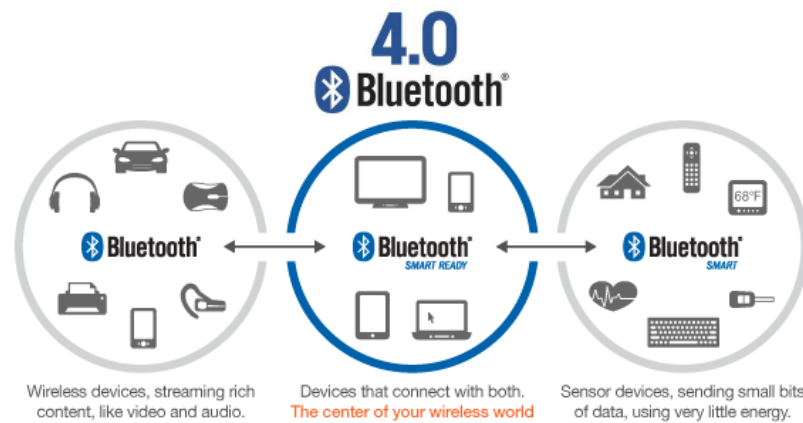 4.0
Bluetooth®
Bluetooth®
Bluetooth®
SMART READY
68°F
Bluetooth®
SMART
Wireless devices, streaming rich
content, like video and audio.
Devices that connect with both.
The center of your wireless world
Sensor devices, sending small bits
of data, using very little energy.